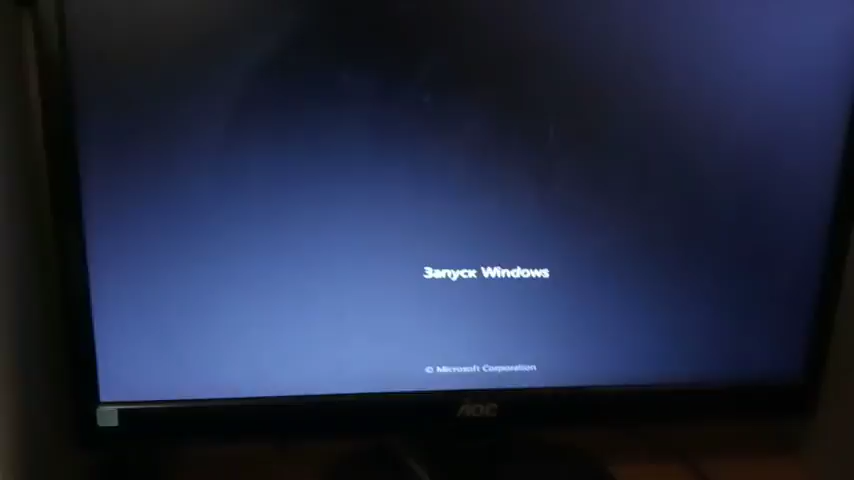 Запуск Windows
© Microsoft Corporation
AOC